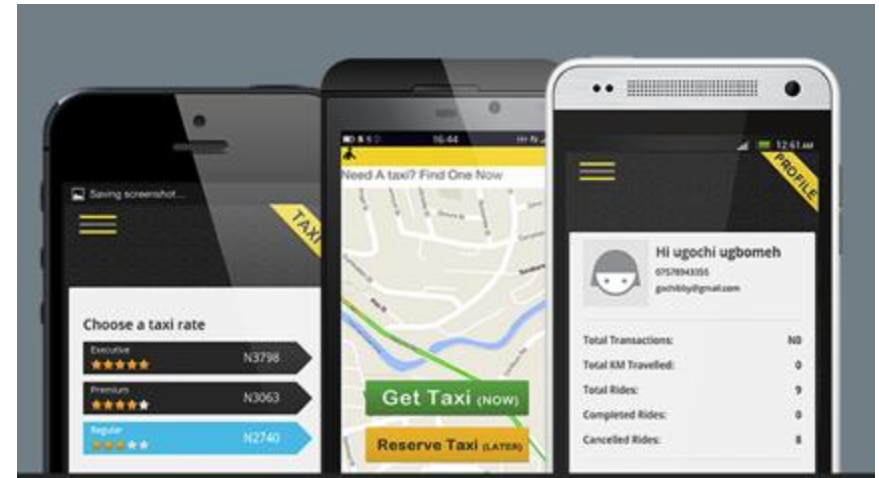 Saving screenshot...
TAXI
Choose a taxi rate
Executive
N3798
Premium
N3063
Regular
N2740
16:44
Need A taxi? Find One Now
Get Taxi (NOW)
Reserve Taxi (LATER)
12:61 AM
PROFILE
Hi ugochi ugbomeh
07578943355
gochibby@gmail.com
Total Transactions: N0
Total KM Travelled: 0
Total Rides: 9
Completed Rides: 0
Cancelled Rides: 8